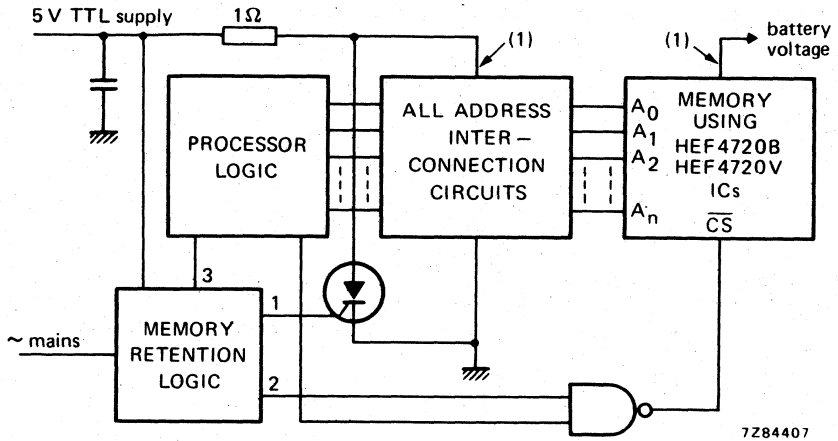 5 V TTL supply
1Ω
(1)
(1)
battery
voltage
PROCESSOR
LOGIC
ALL ADDRESS
INTER –
CONNECTION
CIRCUITS
A0
A1
A2
An
MEMORY
USING
HEF4720B
HEF4720V
ICs
CS
3
1
~ mains
MEMORY
RETENTION
LOGIC
2
7Z84407